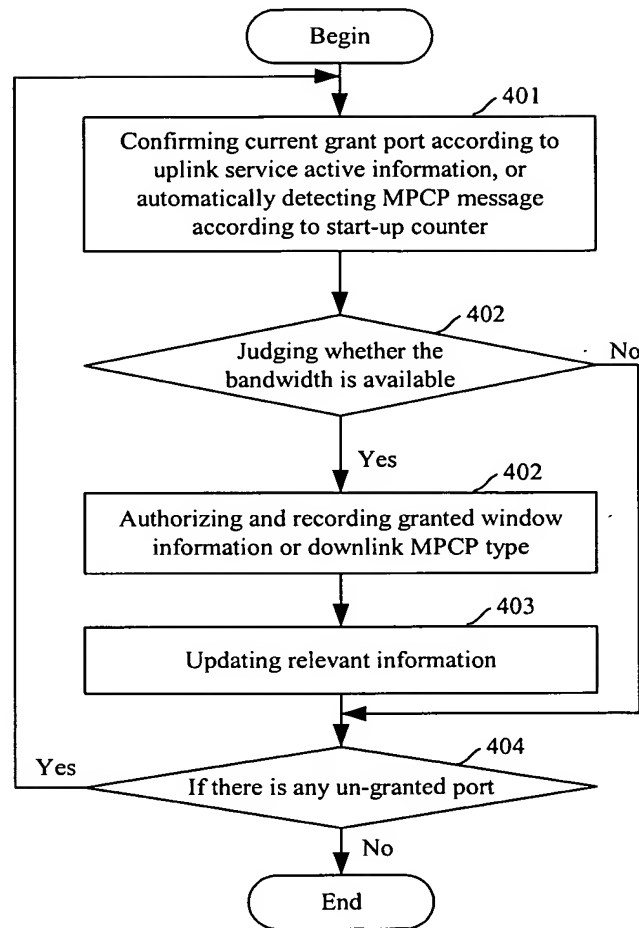 Begin
401
Confirming current grant port according to
uplink service active information, or
automatically detecting MPCP message
according to start-up counter
402
Judging whether the
bandwidth is available
No
Yes
402
Authorizing and recording granted window
information or downlink MPCP type
403
Updating relevant information
404
Yes
If there is any un-granted port
No
End